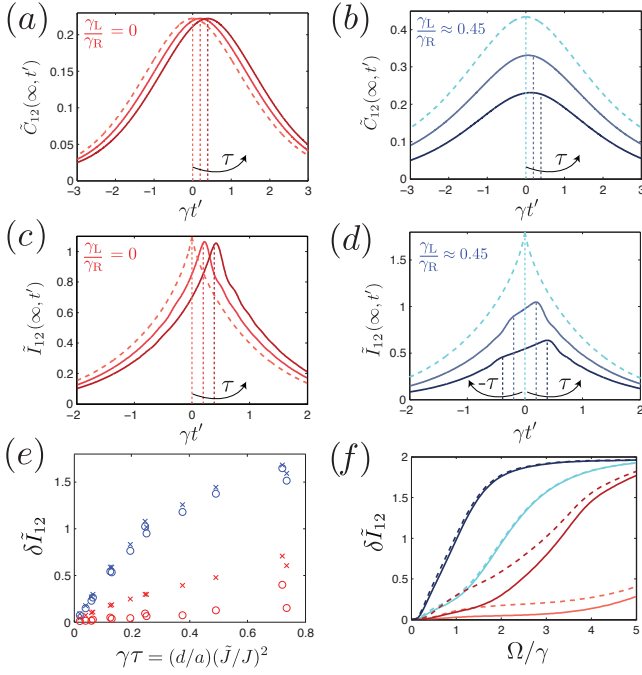 (a)
γL/γR = 0
C̃12(∞, t′)
0.2
0.15
0.1
0.05
0
−3 −2 −1 0 1 2 3
γt′
τ
(b)
γL/γR ≈ 0.45
C̃12(∞, t′)
0.4
0.3
0.2
0.1
0
−3 −2 −1 0 1 2 3
γt′
τ
(c)
γL/γR = 0
Ĩ12(∞, t′)
1
0.8
0.6
0.4
0.2
0
−2 −1 0 1 2
γt′
τ
(d)
γL/γR ≈ 0.45
Ĩ12(∞, t′)
1.5
1
0.5
0
−2 −1 0 1 2
γt′
-τ τ
(e)
δĨ12
1.5
1
0.5
0
0 0.2 0.4 0.6 0.8
γτ = (d/a)(J̃/J)²
(f)
δĨ12
2
1.5
1
0.5
0
0 1 2 3 4 5
Ω/γ